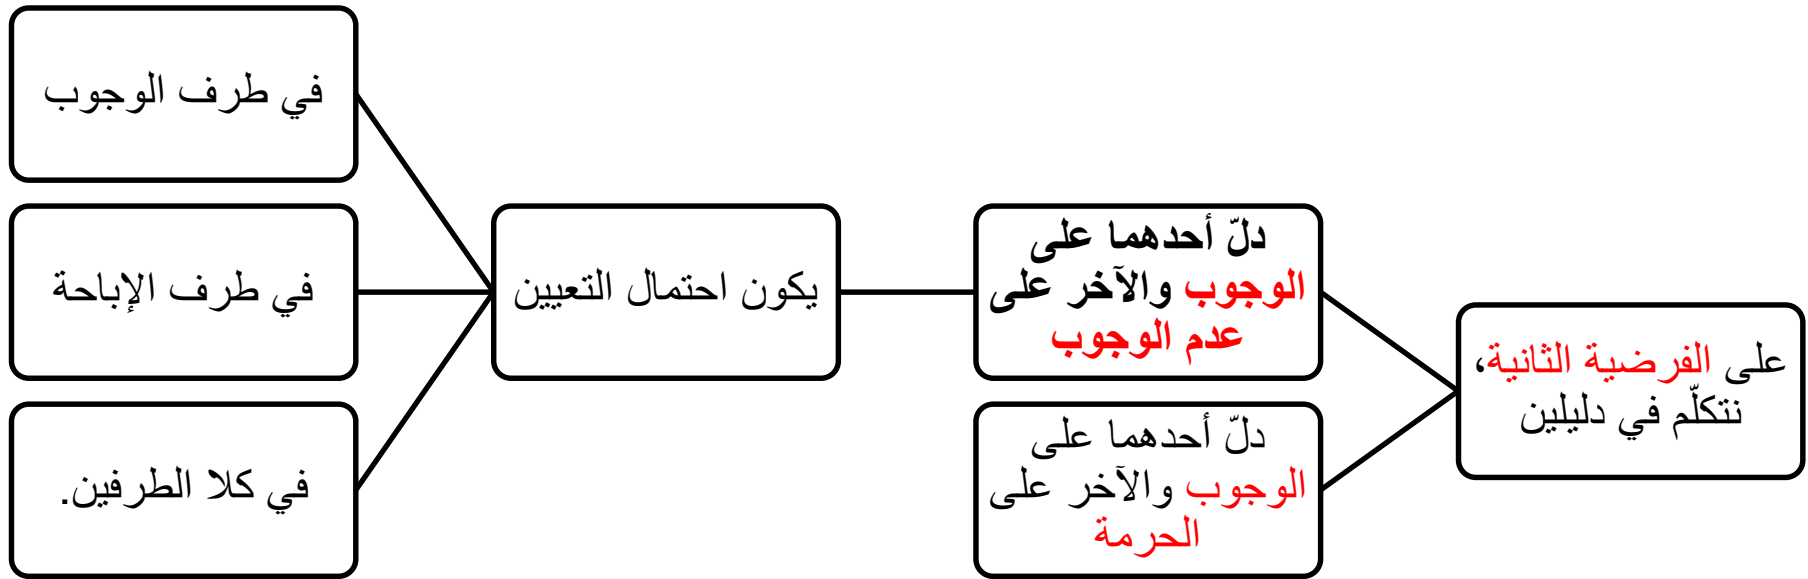 على الفرضية الثانية،
نتكلّم في دليلين
دلّ أحدهما على
الوجوب والآخر على
عدم الوجوب
دلّ أحدهما على
الوجوب والآخر على
الحرمة
يكون احتمال التعيين
في طرف الوجوب
في طرف الإباحة
في كلا الطرفين.